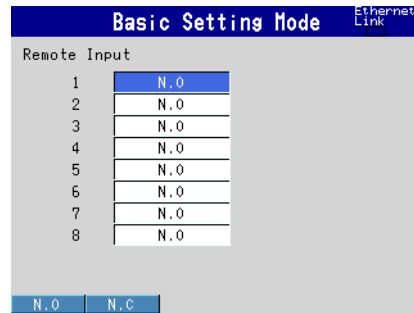 Basic Setting Mode
Ethernet
Link
Remote Input
1 N.O
2 N.O
3 N.O
4 N.O
5 N.O
6 N.O
7 N.O
8 N.O
N.O N.C